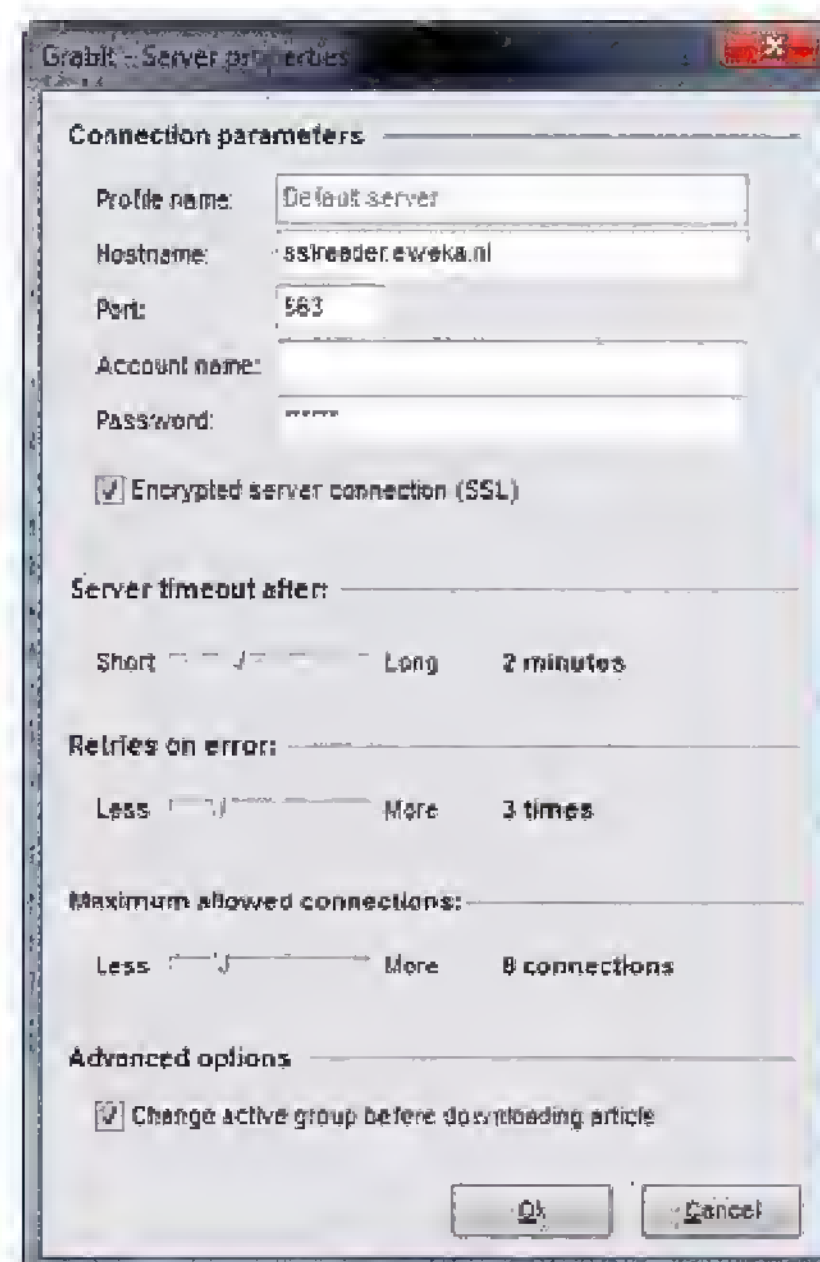 GrabIt - Server properties
Connection parameters
Profile name: Default server
Hostname: sslreader.eweka.nl
Port: 563
Account name:
Password: ******
Encrypted server connection (SSL)
Server timeout after:
Short Long 2 minutes
Retries on error:
Less More 3 times
Maximum allowed connections:
Less More 8 connections
Advanced options
Change active group before downloading article
Ok Cancel